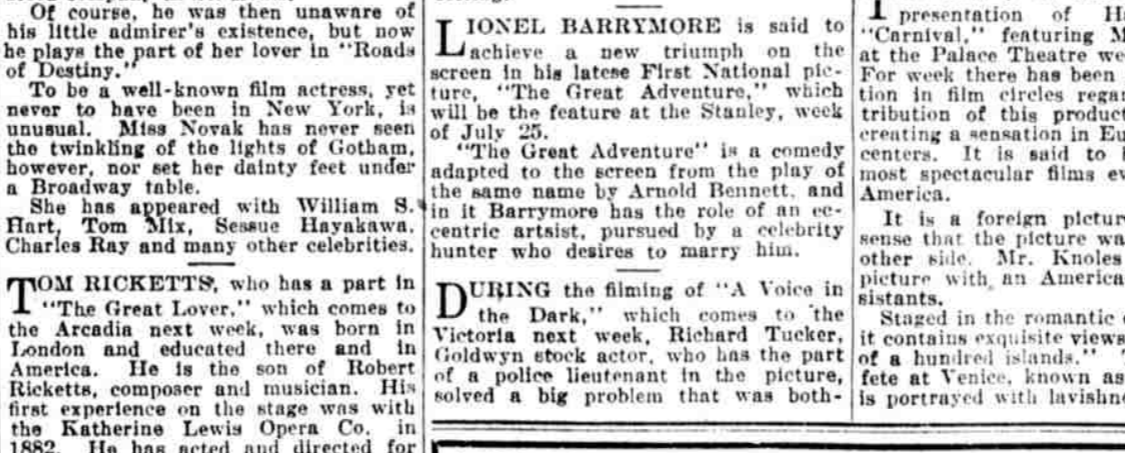 Of course, he was then unaware of
his little admirer's existence, but now
he plays the part of her lover in "Roads
of Destiny."
To be a well-known film actress, yet
never to have been in New York, is
unusual. Miss Novak has never seen
the twinkling of the lights of Gotham,
however, nor set her dainty feet under
a Broadway table.
She has appeared with William S.
Hart, Tom Mix, Sessue Hayakawa,
Charles Ray and many other celebrities.
TOM RICKETTS, who has a part in
"The Great Lover," which comes to
the Arcadia next week, was born in
London and educated there and in
America. He is the son of Robert
Ricketts, composer and musician. His
first experience on the stage was with
the Katherine Lewis Opera Co. in
1882. He has acted and directed for
LIONEL BARRYMORE is said to
achieve a new triumph on the
screen in his latese First National pic-
ture, "The Great Adventure," which
will be the feature at the Stanley, week
of July 25.
"The Great Adventure" is a comedy
adapted to the screen from the play of
the same name by Arnold Bennett, and
in it Barrymore has the role of an ec-
centric artsist, pursued by a celebrity
hunter who desires to marry him.
DURING the filming of "A Voice in
the Dark," which comes to the
Victoria next week, Richard Tucker,
Goldwyn stock actor, who has the part
of a police lieutenant in the picture,
solved a big problem that was both-
presentation of
"Carnival," featuring
at the Palace Theatre
For week there has been
tion in film circles
tribution of this
creating a sensation in
centers. It is said to
most spectacular films
America.
It is a foreign
sense that the picture
other side. Mr. Knoles
picture with an
sistants.
Staged in the romantic
it contains exquisite views
of a hundred islands."
fete at Venice, known as
is portrayed with